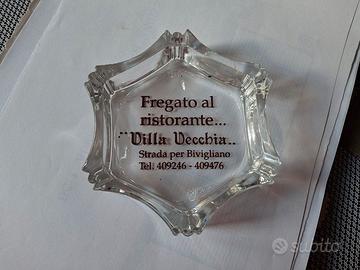 Fregato al
ristorante...
"Villa Vecchia..
Strada per Bivigliano
Tel. 409246 - 409476
subito